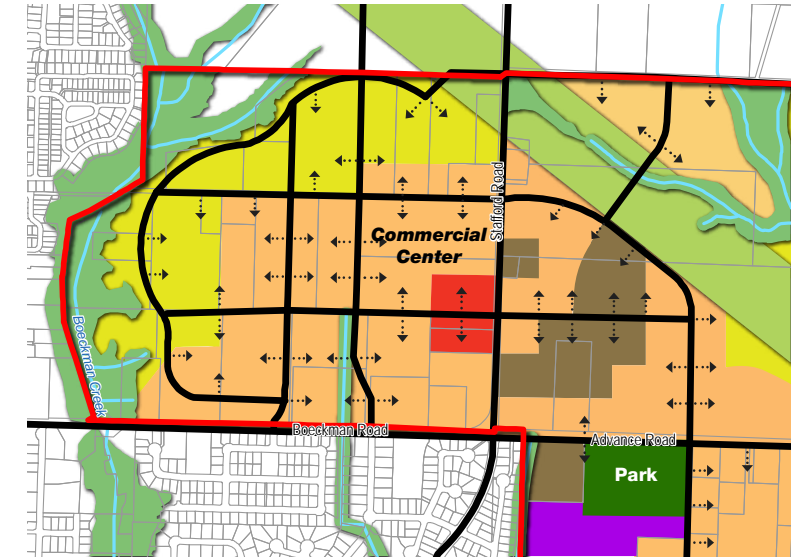 Stafford Road
Commercial
Center
Boeckman Creek
Boeckman Road
Advance Road
Park